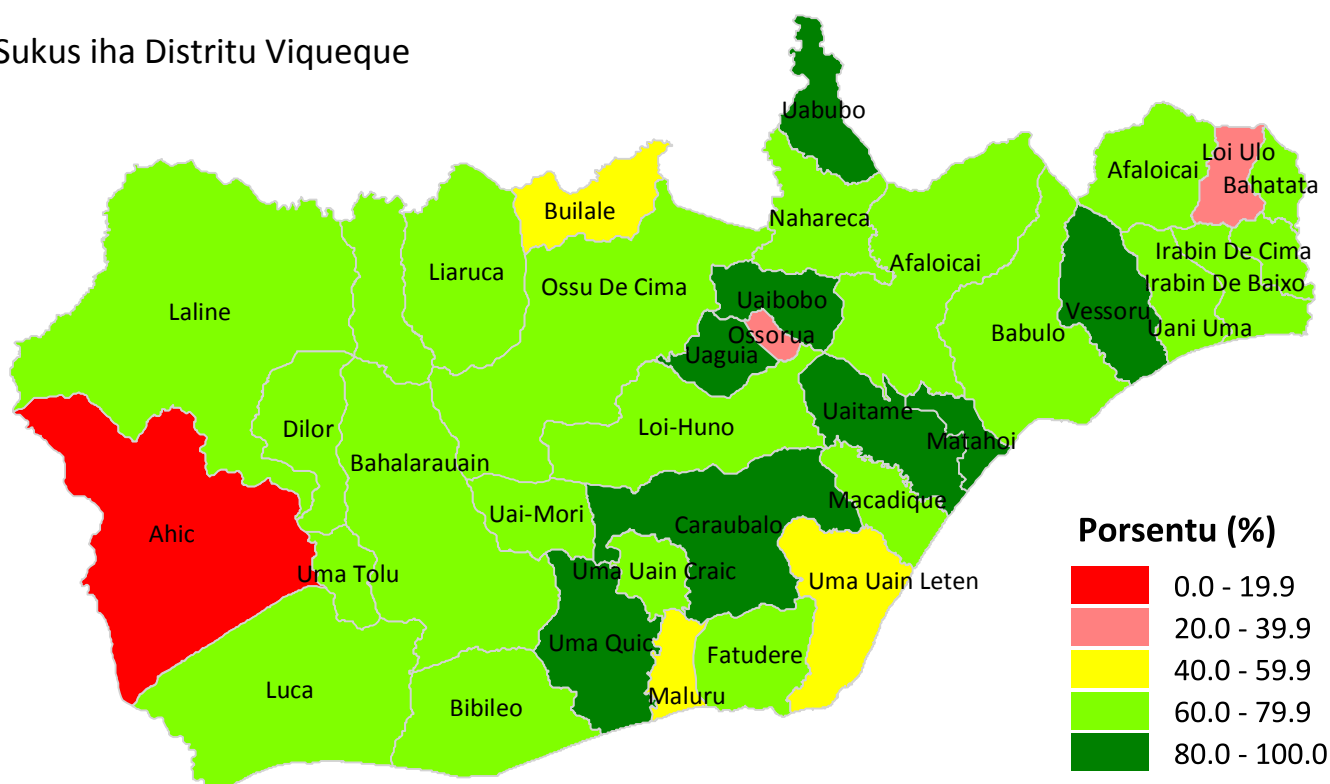 Sukus iha Distritu Viqueque
Uabubo
Loi Ulo
Afaloicai
Bahatata
Builale
Nahareca
Irabin De Cima
Liaruca
Afaloicai
Ossu De Cima
Irabin De Baixo
Uaibobo
Laline
Vessoru
Uani Uma
Ossorua
Babulo
Uaguia
Uaitame
Dilor
Loi-Huno
Matahoi
Bahalarauain
Macadique
Uai-Mori
Caraubalo
Ahic
Uma Tolu
Uma Uain Craic
Uma Uain Leten
Uma Quic
Fatudere
Luca
Maluru
Bibileo
Porsentu (%)
0.0 - 19.9
20.0 - 39.9
40.0 - 59.9
60.0 - 79.9
80.0 - 100.0